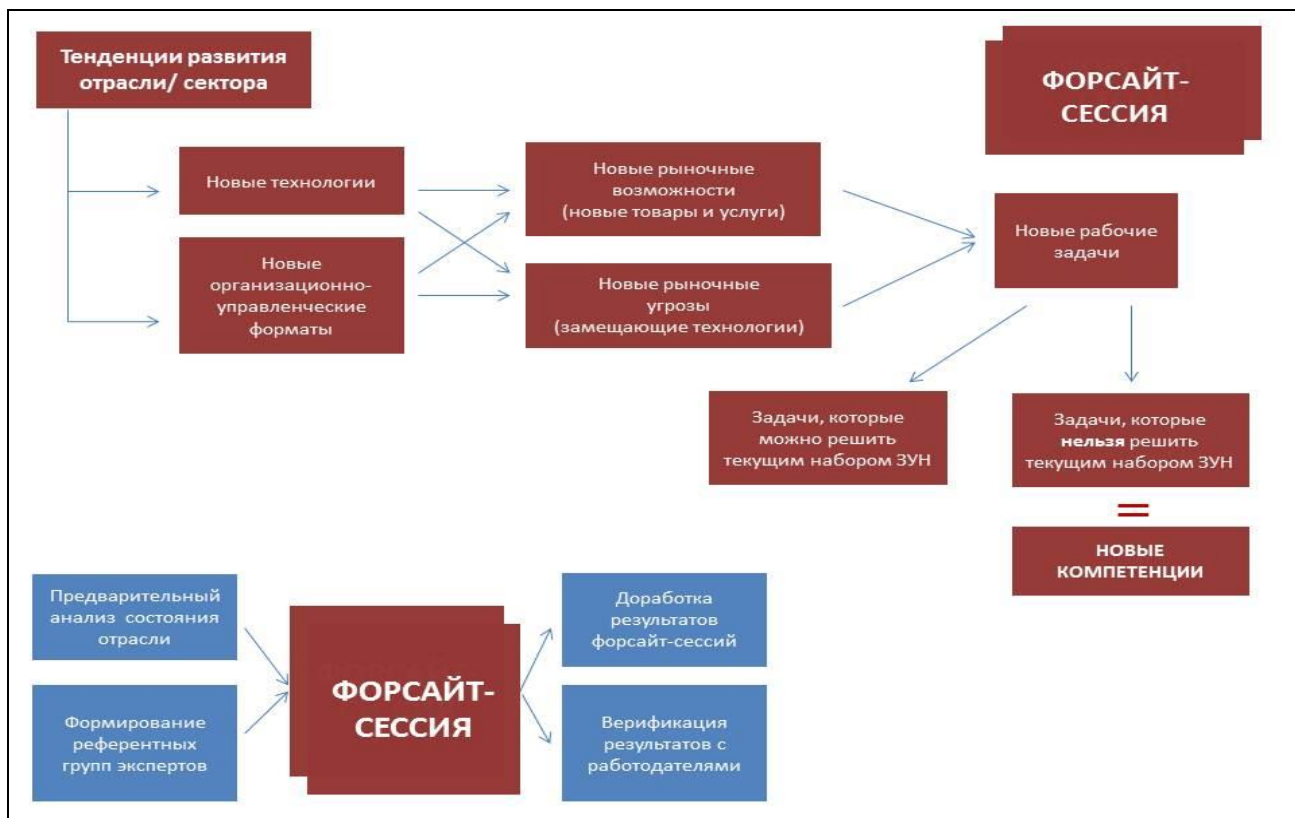 Тенденции развития
отрасли/ сектора
ФОРСАЙТ-
СЕССИЯ
Новые технологии
Новые рыночные
возможности
(новые товары и услуги)
Новые рабочие
задачи
Новые
организационно-
управленческие
форматы
Новые рыночные
угрозы
(замещающие технологии)
Задачи, которые
можно решить
текущим набором ЗУН
Задачи, которые
нельзя решить
текущим набором ЗУН
=
НОВЫЕ
КОМПЕТЕНЦИИ
Предварительный
анализ состояния
отрасли
Формирование
референтных
групп экспертов
ФОРСАЙТ-
СЕССИЯ
Доработка
результатов
форсайт-сессий
Верификация
результатов с
работодателями